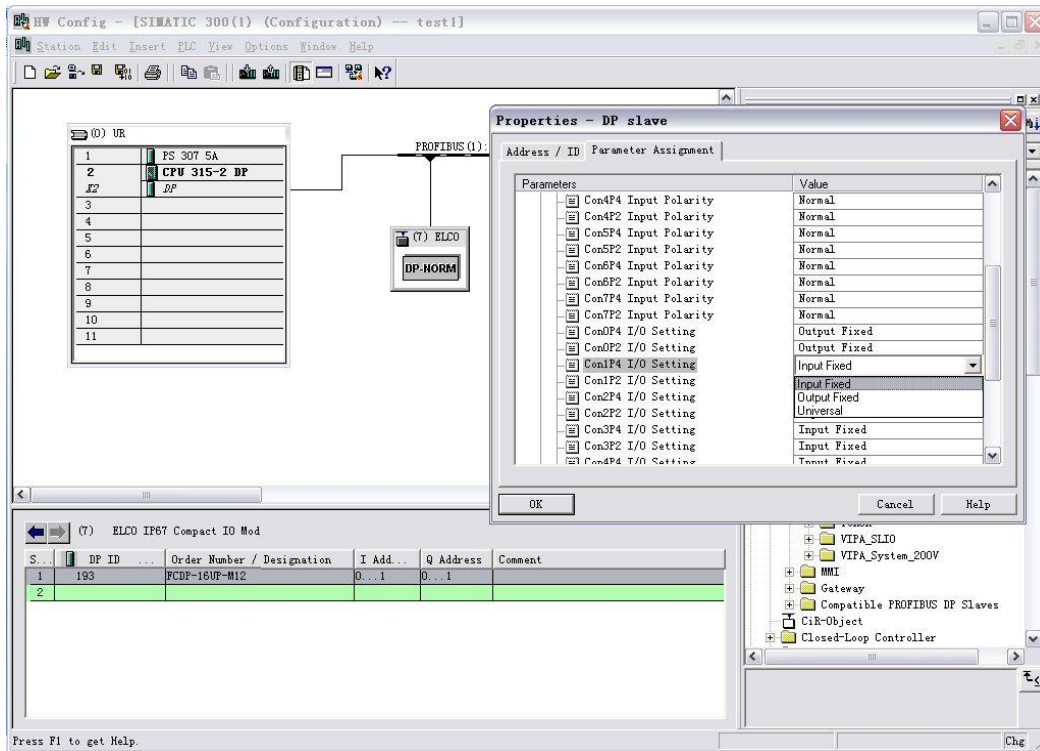 HW Config - [SIMATIC 300(1) (Configuration) -- test1]
Station Edit Insert PLC View Options Window Help
(0) UR
1 PS 307 5A
2 CPU 315-2 DP
X2 DP
3
4
5
6
7
8
9
10
11
PROFIBUS(1):
(7) ELCO
DP-NORM
Properties - DP slave
Address / ID Parameter Assignment
Parameters Value
Con4P4 Input Polarity Normal
Con4P2 Input Polarity Normal
Con5P4 Input Polarity Normal
Con5P2 Input Polarity Normal
Con6P4 Input Polarity Normal
Con6P2 Input Polarity Normal
Con7P4 Input Polarity Normal
Con7P2 Input Polarity Normal
Con0P4 I/O Setting Output Fixed
Con0P2 I/O Setting Output Fixed
Con1P4 I/O Setting Input Fixed
Con1P2 I/O Setting Input Fixed
Con2P4 I/O Setting Output Fixed
Con2P2 I/O Setting Universal
Con3P4 I/O Setting Input Fixed
Con3P2 I/O Setting Input Fixed
Con4P4 I/O Setting Input Fixed
OK Cancel Help
(7) ELCO IP67 Compact IO Mod
S... DP ID ... Order Number / Designation I Add... Q Address Comment
1 193 FCDP-16UP-M12 0...1 0...1
2
VIPA_SLIO
VIPA_System_200V
MMI
Gateway
Compatible PROFIBUS DP Slaves
CiR-Object
Closed-Loop Controller
Press F1 to get Help.
Chg